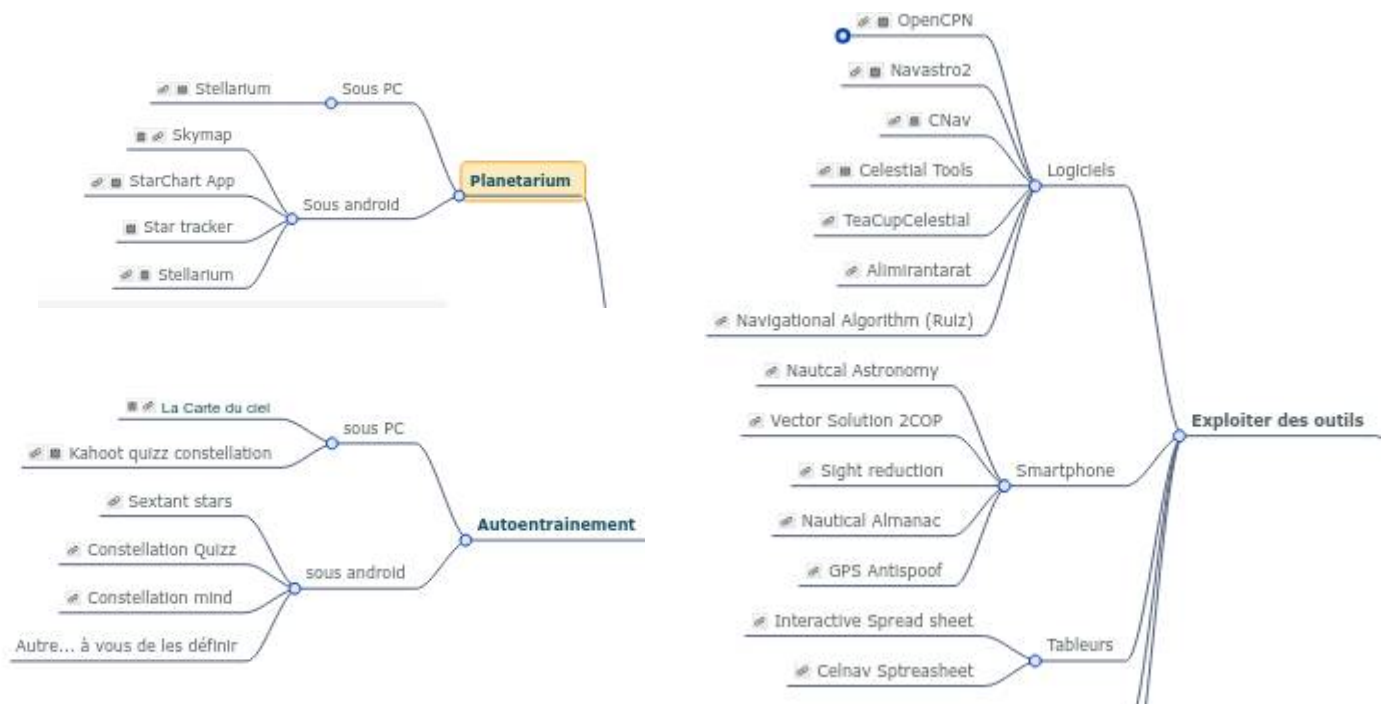 Stellarium
Sous PC
Skymap
StarChart App
Star tracker
Stellarium
Sous android
Planetarium
La Carte du ciel
Kahoot quizz constellation
sous PC
Sextant stars
Constellation Quizz
Constellation mind
Autre... à vous de les définir
sous android
Autoentrainement
OpenCPN
Navastro2
CNav
Celestial Tools
TeaCupCelestial
Alimirantarat
Navigational Algorithm (Ruiz)
Logiciels
Nautcal Astronomy
Vector Solution 2COP
Sight reduction
Nautical Almanac
GPS Antispoof
Smartphone
Interactive Spread sheet
Celnav Sptreasheet
Tableurs
Exploiter des outils